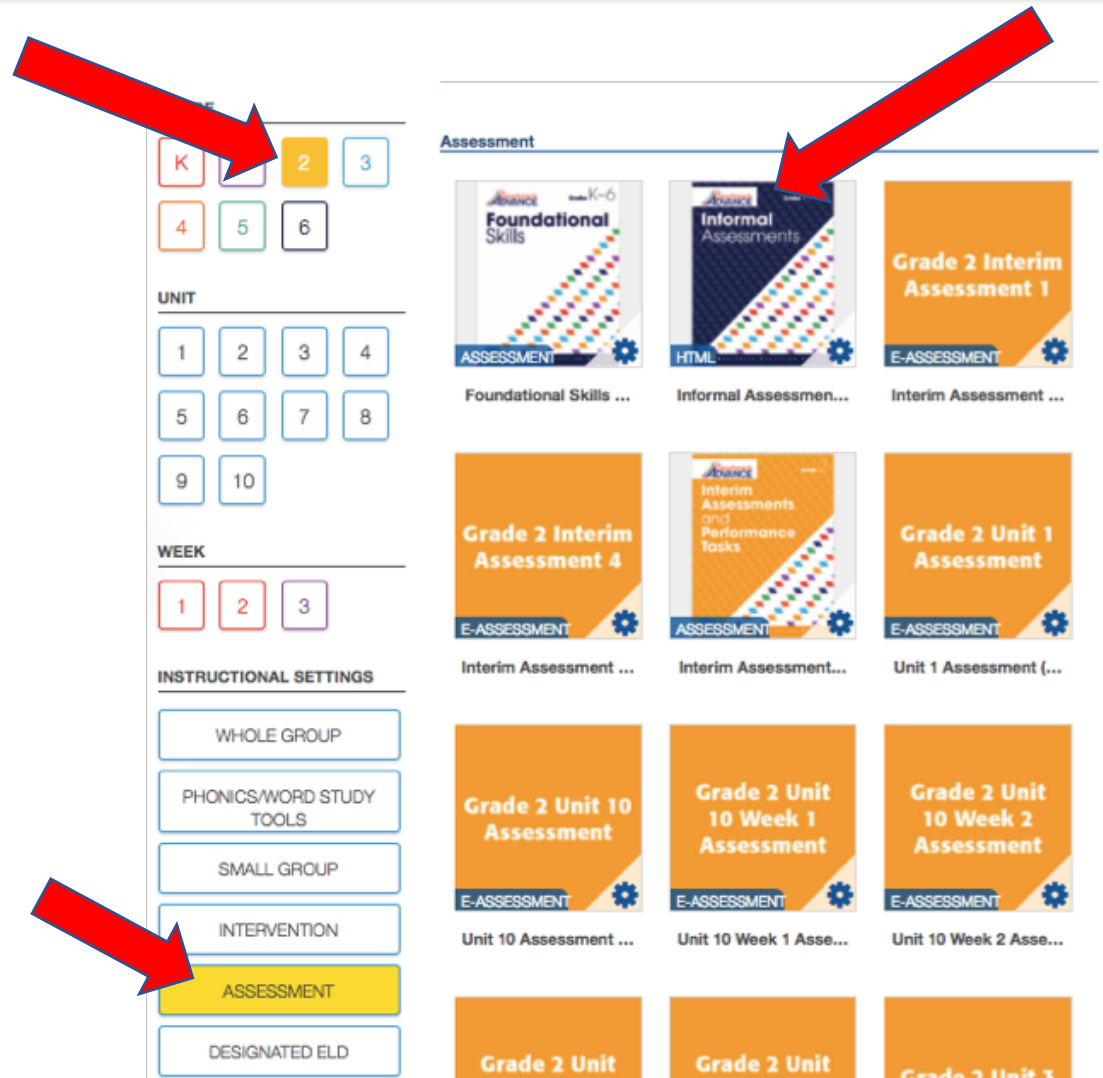 K
2
3
4
5
6
UNIT
1
2
3
4
5
6
7
8
9
10
WEEK
1
2
3
INSTRUCTIONAL SETTINGS
WHOLE GROUP
PHONICS/WORD STUDY
TOOLS
SMALL GROUP
INTERVENTION
ASSESSMENT
DESIGNATED ELD
Assessment
ADVANCE
K-6
Foundational
Skills
ASSESSMENT
Foundational Skills ...
ADVANCE
Informal
Assessments
HTML
Informal Assessmen...
Grade 2 Interim
Assessment 1
E-ASSESSMENT
Interim Assessment ...
Grade 2 Interim
Assessment 4
E-ASSESSMENT
Interim Assessment ...
ADVANCE
Interim
Assessments
and
Performance
Tasks
ASSESSMENT
Interim Assessment...
Grade 2 Unit 1
Assessment
E-ASSESSMENT
Unit 1 Assessment (...
Grade 2 Unit 10
Assessment
E-ASSESSMENT
Unit 10 Assessment ...
Grade 2 Unit
10 Week 1
Assessment
E-ASSESSMENT
Unit 10 Week 1 Asse...
Grade 2 Unit
10 Week 2
Assessment
E-ASSESSMENT
Unit 10 Week 2 Asse...
Grade 2 Unit
Grade 2 Unit
Grade 2 Unit 3